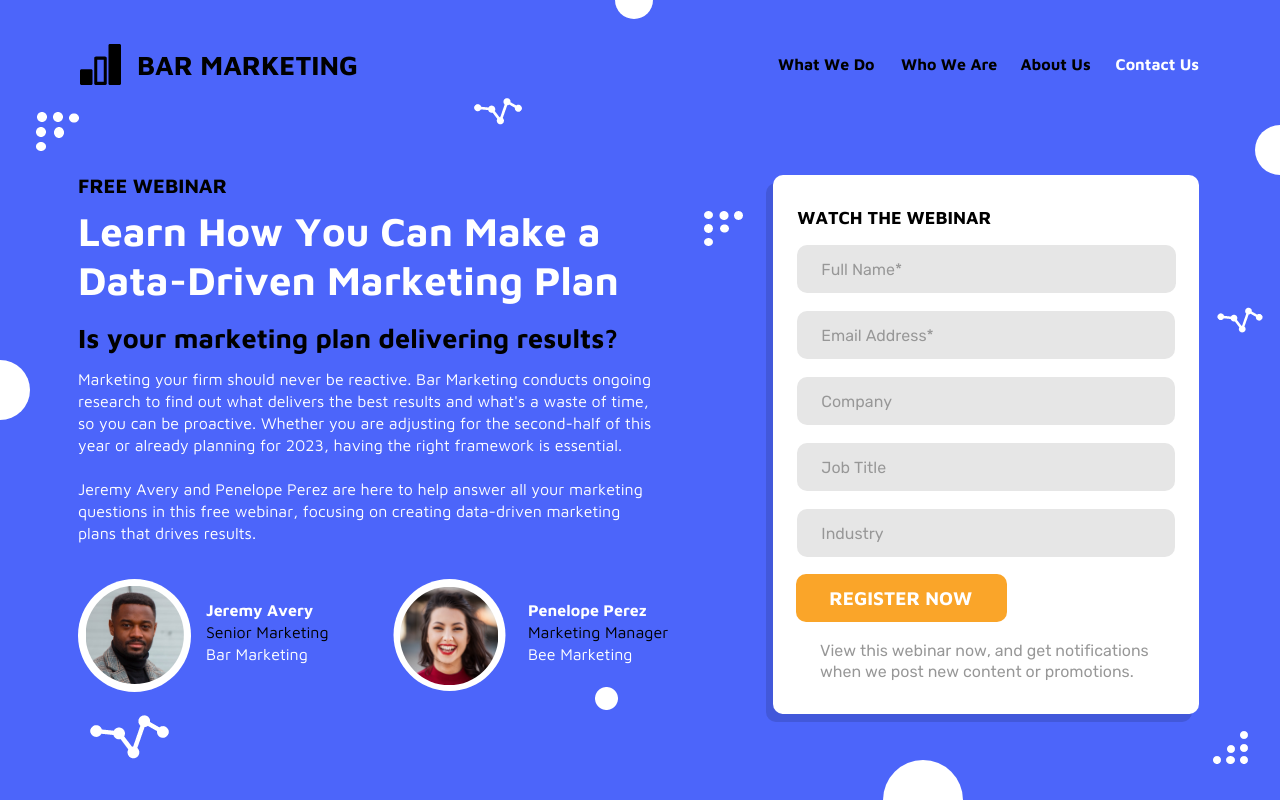 BAR MARKETING
What We Do
Who We Are
About Us
Contact Us
FREE WEBINAR
Learn How You Can Make a
Data-Driven Marketing Plan
Is your marketing plan delivering results?
Marketing your firm should never be reactive. Bar Marketing conducts ongoing
research to find out what delivers the best results and what's a waste of time,
so you can be proactive. Whether you are adjusting for the second-half of this
year or already planning for 2023, having the right framework is essential.
Jeremy Avery and Penelope Perez are here to help answer all your marketing
questions in this free webinar, focusing on creating data-driven marketing
plans that drives results.
Jeremy Avery
Senior Marketing
Bar Marketing
Penelope Perez
Marketing Manager
Bee Marketing
WATCH THE WEBINAR
Full Name*
Email Address*
Company
Job Title
Industry
REGISTER NOW
View this webinar now, and get notifications
when we post new content or promotions.